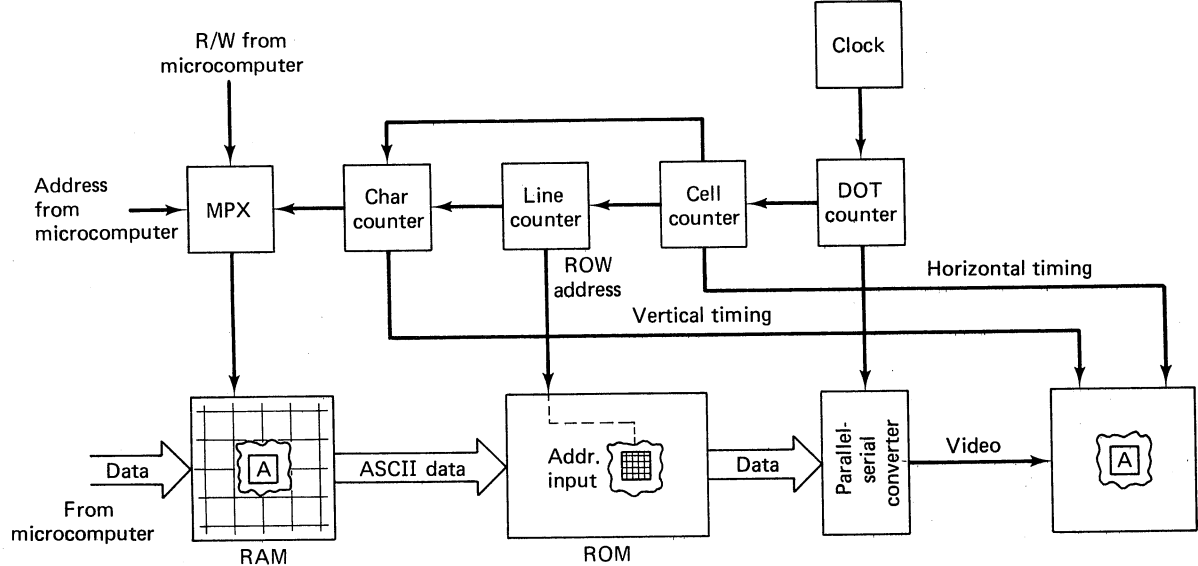 R/W from
microcomputer
Clock
Address
from
microcomputer
MPX
Char
counter
Line
counter
Cell
counter
DOT
counter
ROW
address
Horizontal timing
Vertical timing
Data
From
microcomputer
A
RAM
ASCII data
Addr.
input
ROM
Data
Parallel-
serial
converter
Video
A